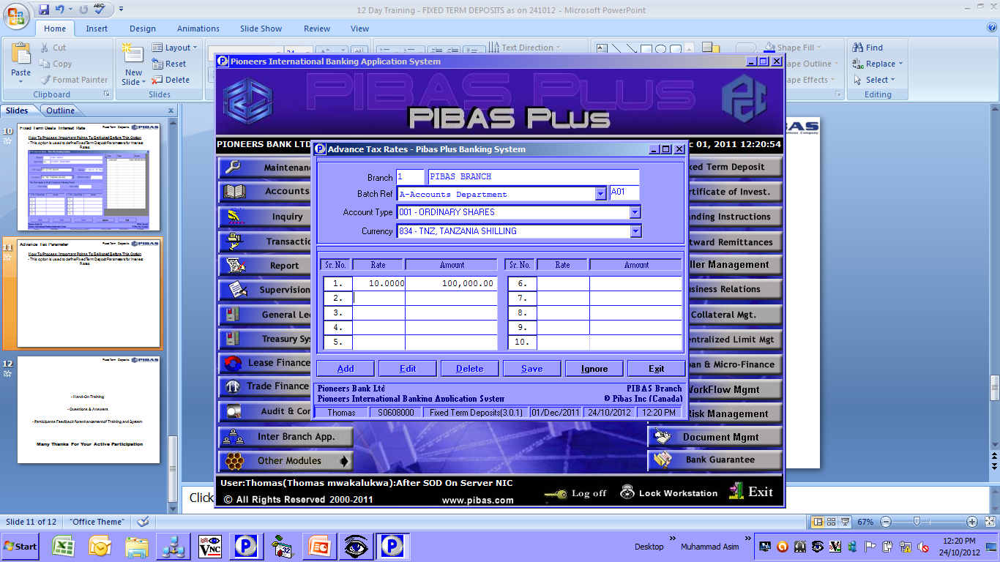 12 Day Training - FIXED TERM DEPOSITS as on 241012 - Microsoft PowerPoint
Home Insert Design Animations Slide Show Review View
Paste
Cut
Copy
Format Painter
Clipboard
New Slide
Layout
Reset
Delete
Slides
Text Direction
Shape Fill
Shape Outline
Shape Effects
Find
Replace
Select
Editing
Slides Outline
10
Fixed Term Deals Interest Rate
How To Process /Important Points To Be Noted Before This Option
- This option is used to define Fixed Term Deposit Parameters for Interest Rates
11
Advance Tax Parameter
How To Process /Important Points To Be Noted Before This Option
- This option is used to define Fixed Term Deposit Parameters for Interest Rates
12
- Hand-On Training
- Questions & Answers
- Participants Feedback for enhancement of Training and System
Many Thanks For Your Active Participation
Pioneers International Banking Application System
PIBAS PLUS
PIBAS PLUS
PIONEERS BANK LTD
c 01, 2011 12:20:54
Maintenan
Accounts
Inquiry
Transactio
Report
Supervision
General Le
Treasury Sy
Lease Finance
Trade Finance
Audit & Co
Inter Branch App.
Other Modules
xed Term Deposit
rtificate of Invest.
nding Instructions
tward Remittances
ller Management
siness Relations
Collateral Mgt.
ntralized Limit Mgt
an & Micro-Finance
WorkFlow Mgmt
Risk Management
Document Mgmt
Bank Guarantee
Advance Tax Rates - Pibas Plus Banking System
Branch 1 PIBAS BRANCH
Batch Ref A-Accounts Department A01
Account Type 001 - ORDINARY SHARES
Currency 834 - TNZ, TANZANIA SHILLING
Sr. No. Rate Amount Sr. No. Rate Amount
1. 10.0000 100,000.00 6.
2. 7.
3. 8.
4. 9.
5. 10.
Add Edit Delete Save Ignore Exit
Pioneers Bank Ltd PIBAS Branch
Pioneers International Banking Application System © Pibas Inc (Canada)
Thomas S0608000 Fixed Term Deposits(3.0.1) 01/Dec/2011 24/10/2012 12:20 PM
User:Thomas(Thomas mwakalukwa):After SOD On Server NIC
© All Rights Reserved 2000-2011 www.pibas.com
Log off Lock Workstation Exit
Click
Slide 11 of 12 "Office Theme" 67%
Start Desktop Muhammad Asim 12:20 PM
24/10/2012